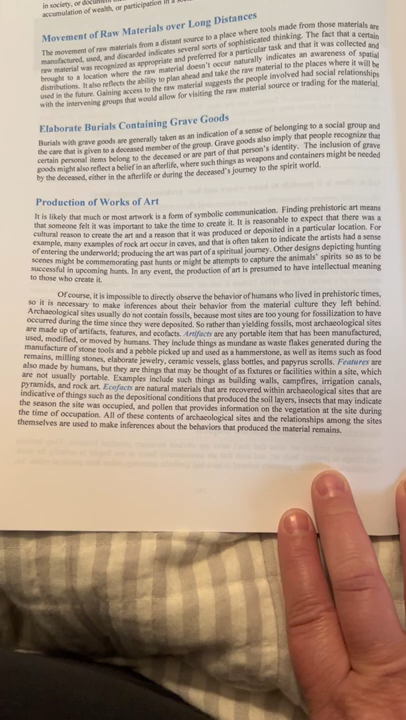 in society, or
accumulation of wealth, or participation in a
Movement of Raw Materials over Long Distances
The movement of raw materials from a distant source to a place where tools made from those materials are
manufactured, used, and discarded indicates several sorts of sophisticated thinking. The fact that a certain
raw material was recognized as appropriate and preferred for a particular task and that it was collected and
brought to a location where the raw material doesn't occur naturally indicates an awareness of spatial
distributions. It also reflects the ability to plan ahead and take the raw material to the places where it will be
used in the future. Gaining access to the raw material suggests the people involved had social relationships
with the intervening groups that would allow for visiting the raw material source or trading for the material.
Elaborate Burials Containing Grave Goods
Burials with grave goods are generally taken as an indication of a sense of belonging to a social group and
the care that is given to a deceased member of the group. Grave goods also imply that people recognize that
certain personal items belong to the deceased or are part of that person's identity. The inclusion of grave
goods might also reflect a belief in an afterlife, where such things as weapons and containers might be needed
by the deceased, either in the afterlife or during the deceased's journey to the spirit world.
Production of Works of Art
It is likely that much or most artwork is a form of symbolic communication. Finding prehistoric art means
that someone felt it was important to take the time to create it. It is reasonable to expect that there was a
cultural reason to create the art and a reason that it was produced or deposited in a particular location. For
example, many examples of rock art occur in caves, and that is often taken to indicate the artists had a sense
of entering the underworld; producing the art was part of a spiritual journey. Other designs depicting hunting
scenes might be commemorating past hunts or might be attempts to capture the animals' spirits so as to be
successful in upcoming hunts. In any event, the production of art is presumed to have intellectual meaning
to those who create it.
Of course, it is impossible to directly observe the behavior of humans who lived in prehistoric times,
so it is necessary to make inferences about their behavior from the material culture they left behind.
Archaeological sites usually do not contain fossils, because most sites are too young for fossilization to have
occurred during the time since they were deposited. So rather than yielding fossils, most archaeological sites
are made up of artifacts, features, and ecofacts. Artifacts are any portable item that has been manufactured,
used, modified, or moved by humans. They include things as mundane as waste flakes generated during the
manufacture of stone tools and a pebble picked up and used as a hammerstone, as well as items such as food
remains, milling stones, elaborate jewelry, ceramic vessels, glass bottles, and papyrus scrolls. Features are
also made by humans, but they are things that may be thought of as fixtures or facilities within a site, which
are not usually portable. Examples include such things as building walls, campfires, irrigation canals,
pyramids, and rock art. Ecofacts are natural materials that are recovered within archaeological sites that are
indicative of things such as the depositional conditions that produced the soil layers, insects that may indicate
the season the site was occupied, and pollen that provides information on the vegetation at the site during
the time of occupation. All of these contents of archaeological sites and the relationships among the sites
themselves are used to make inferences about the behaviors that produced the material remains.